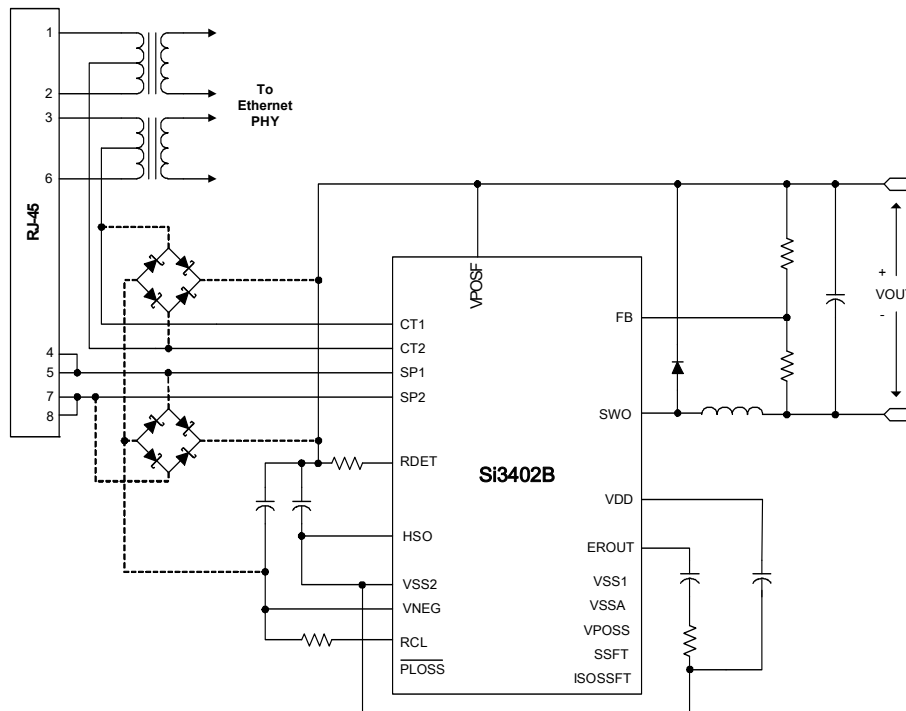 1
2
3
6
RJ-45
4
5
7
8
To
Ethernet
PHY
VPOSF
CT1
CT2
SP1
SP2
RDET
HSO
VSS2
VNEG
RCL
PLOSS
Si3402B
FB
SWO
VDD
EROUT
VSS1
VSSA
VPOSS
SSFT
ISOSSFT
+
VOUT
-